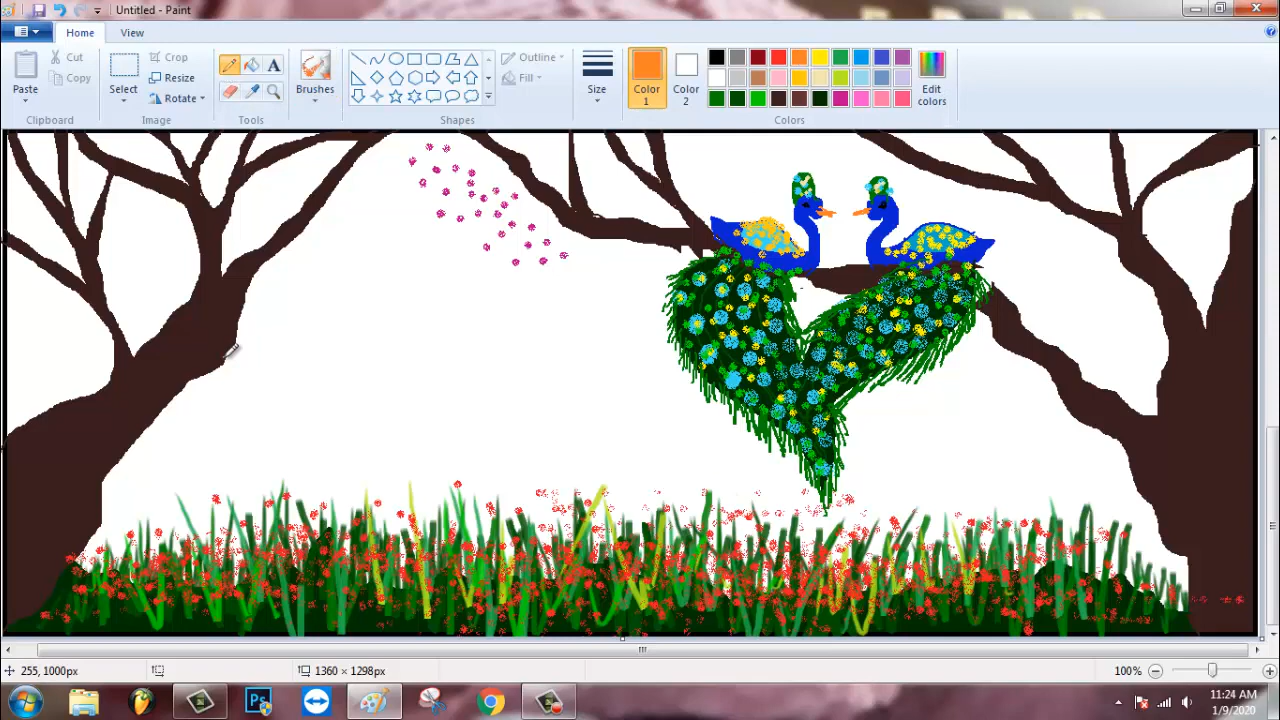 Untitled - Paint
Home View
Paste
Cut
Copy
Clipboard
Select
Crop
Resize
Rotate
Image
A
Tools
Brushes
Outline
Fill
Shapes
Size
Color
1
Color
2
Edit
colors
Colors
255, 1000px
1360 × 1298px
100%
Ps
11:24 AM
1/9/2020